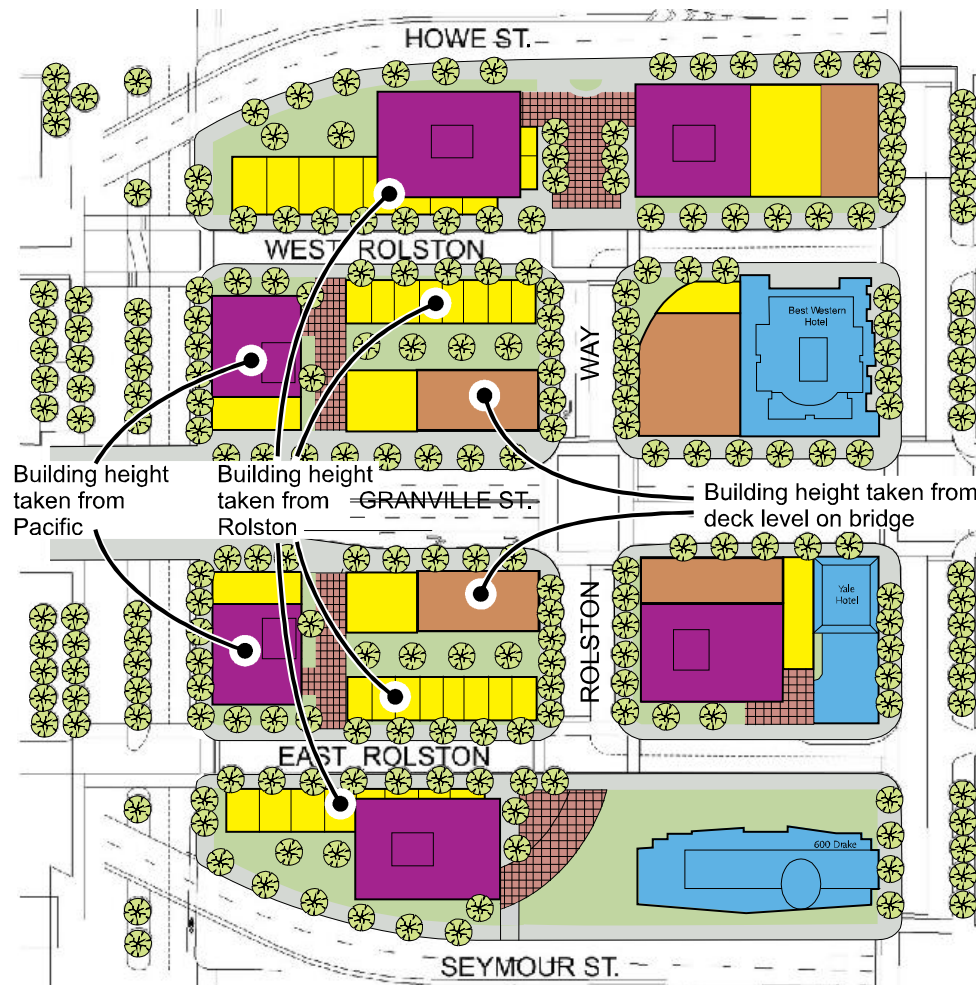 HOWE ST.
WEST ROLSTON
Best Western
Hotel
WAY
Building height
taken from
Pacific
Building height
taken from
Rolston
GRANVILLE ST.
Building height taken from
deck level on bridge
Yale
Hotel
ROLSTON
EAST ROLSTON
600 Drake
SEYMOUR ST.